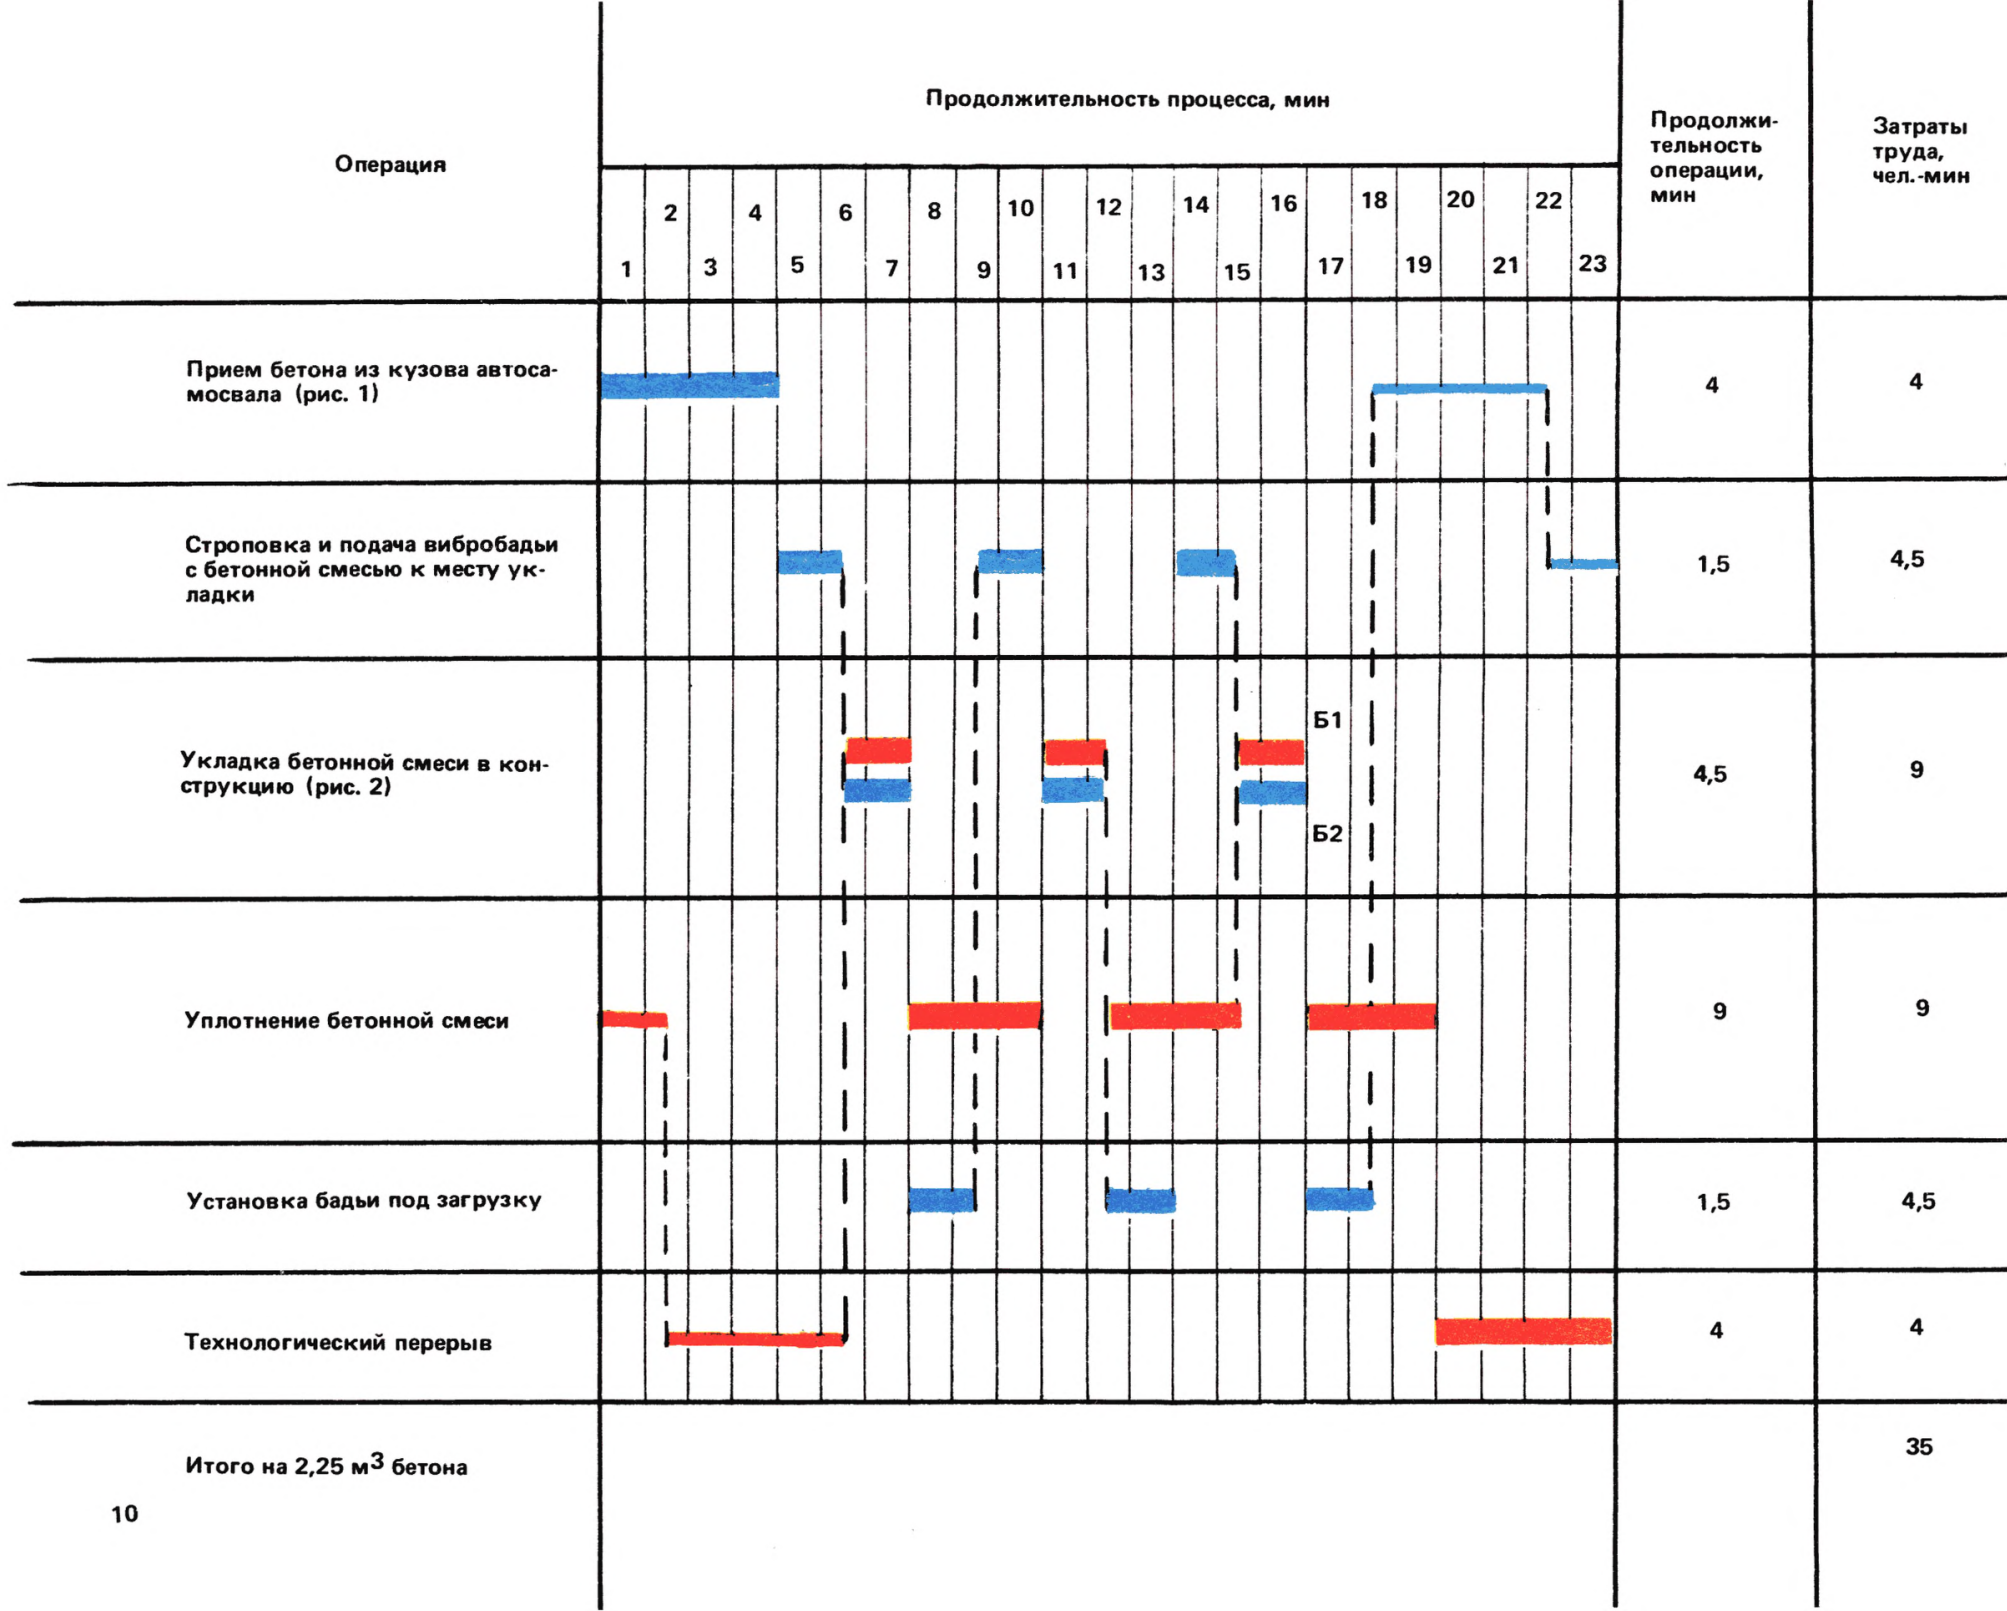 Операция
Продолжительность процесса, мин
Продолжи-
тельность
операции,
мин
Затраты
труда,
чел.-мин
2 4 6 8 10 12 14 16 18 20 22
1 3 5 7 9 11 13 15 17 19 21 23
Прием бетона из кузова автоса-
мосвала (рис. 1)
4
4
Строповка и подача вибробадьи
с бетонной смесью к месту ук-
ладки
1,5
4,5
Укладка бетонной смеси в кон-
струкцию (рис. 2)
Б1
Б2
4,5
9
Уплотнение бетонной смеси
9
9
Установка бадьи под загрузку
1,5
4,5
Технологический перерыв
4
4
Итого на 2,25 м3 бетона
35
10